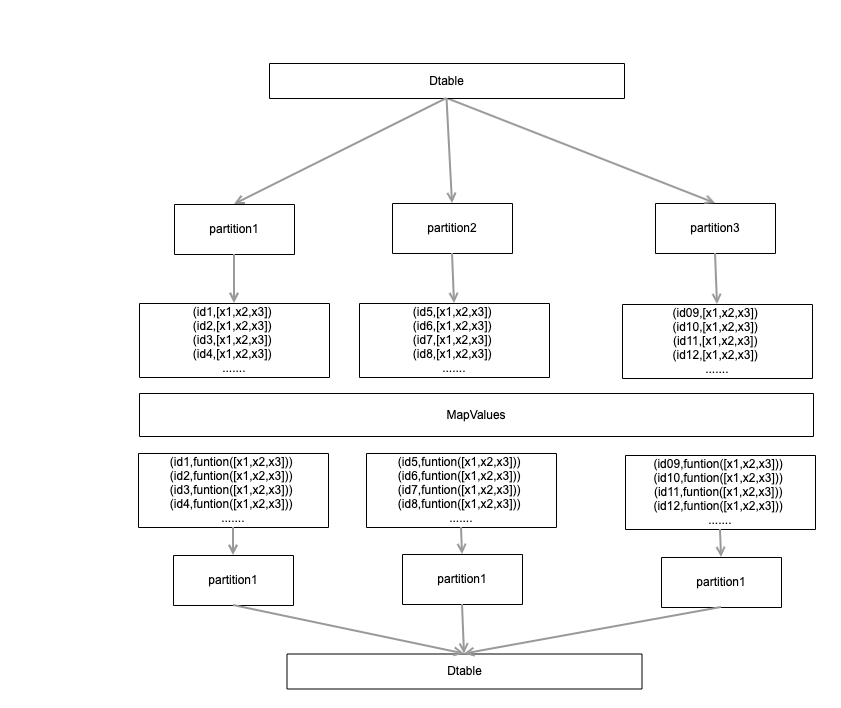 Dtable
partition1
partition2
partition3
(id1,[x1,x2,x3])
(id2,[x1,x2,x3])
(id3,[x1,x2,x3])
(id4,[x1,x2,x3])
.......
(id5,[x1,x2,x3])
(id6,[x1,x2,x3])
(id7,[x1,x2,x3])
(id8,[x1,x2,x3])
.......
(id09,[x1,x2,x3])
(id10,[x1,x2,x3])
(id11,[x1,x2,x3])
(id12,[x1,x2,x3])
.......
MapValues
(id1,funtion([x1,x2,x3]))
(id2,funtion([x1,x2,x3]))
(id3,funtion([x1,x2,x3]))
(id4,funtion([x1,x2,x3]))
.......
(id5,funtion([x1,x2,x3]))
(id6,funtion([x1,x2,x3]))
(id7,funtion([x1,x2,x3]))
(id8,funtion([x1,x2,x3]))
.......
(id09,funtion([x1,x2,x3]))
(id10,funtion([x1,x2,x3]))
(id11,funtion([x1,x2,x3]))
(id12,funtion([x1,x2,x3]))
.......
partition1
partition1
partition1
Dtable